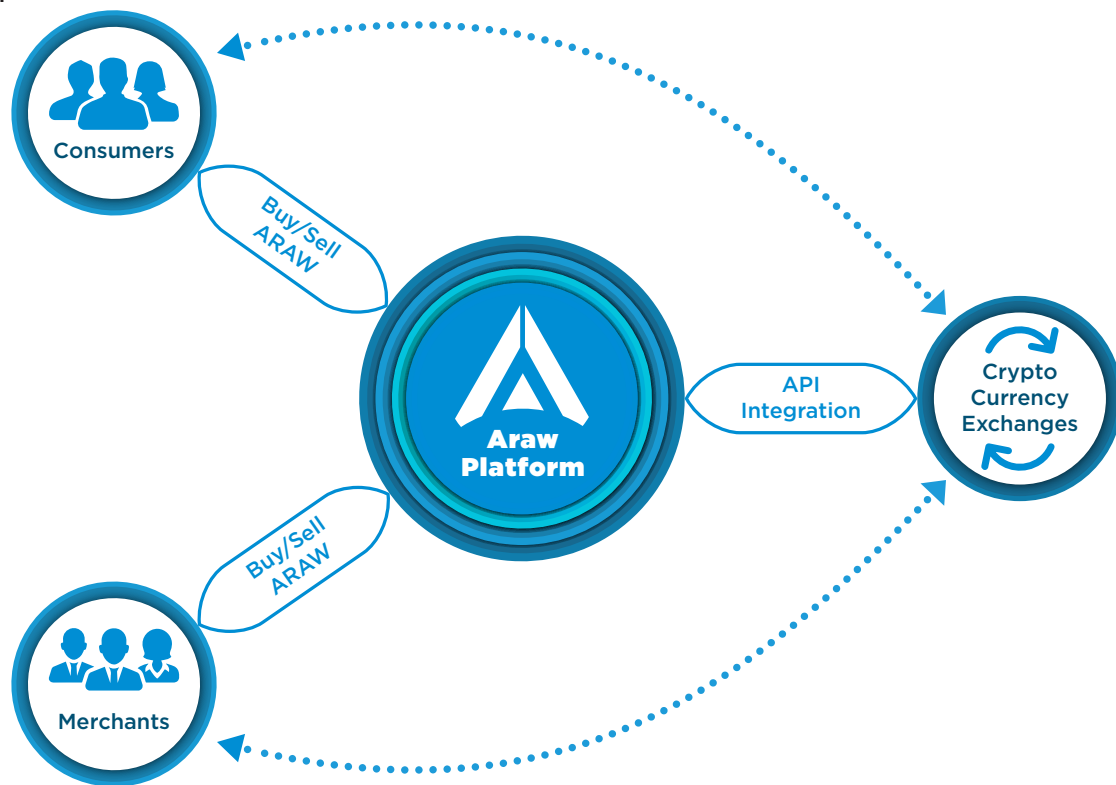 Consumers
Buy/Sell
ARAW
Araw
Platform
API
Integration
Crypto
Currency
Exchanges
Buy/Sell
ARAW
Merchants